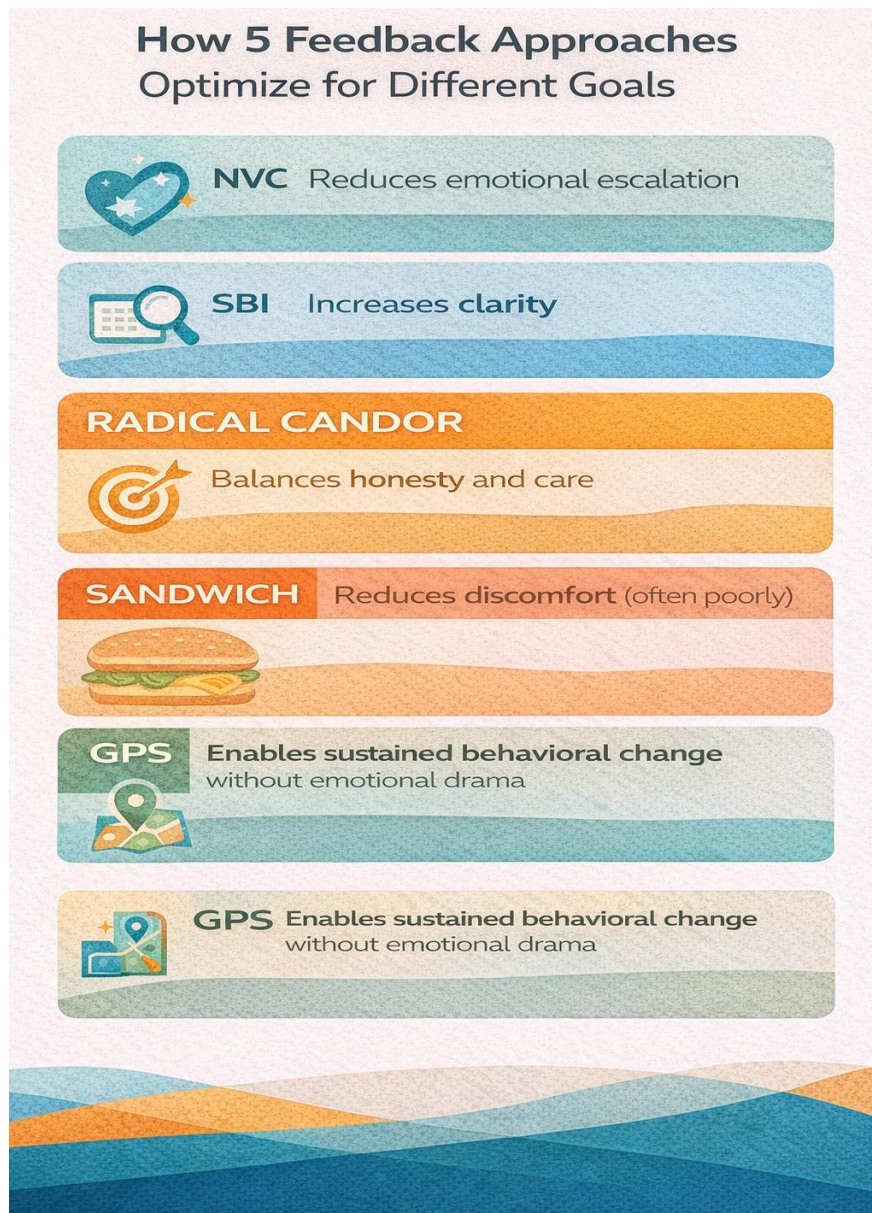 How 5 Feedback Approaches
Optimize for Different Goals
NVC Reduces emotional escalation
SBI Increases clarity
RADICAL CANDOR
Balances honesty and care
SANDWICH Reduces discomfort (often poorly)
GPS Enables sustained behavioral change
without emotional drama
GPS Enables sustained behavioral change
without emotional drama